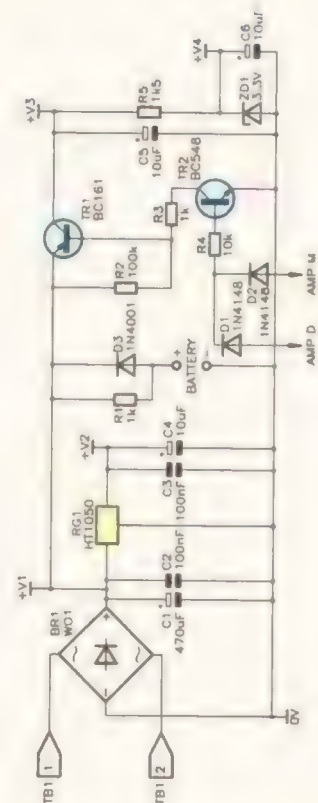 TB1 1
TB1 2
BR1
W01
+V1
0V
C1
470uF
C2
100nF
RG1
HT1050
+V2
C3
100nF
C4
10uF
R1
1k
D3
1N4001
BATTERY
R2
100k
TR1
BC161
R3
1k
R4
10k
D1
1N4148
D2
1N4148
AMP D
AMP M
TR2
BC548
C5
10uF
+V3
R5
1k5
+V4
ZD1
3.3V
C6
10uF